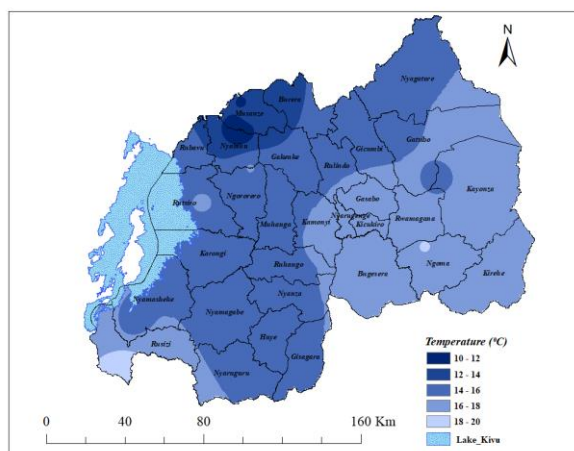 N
Nyagatare
Burera
Musanze
Rubavu
Nyabihu
Gakenke
Gicumbi
Gatsibo
Rulindo
Rutsiro
Ngororero
Gasabo
Kayonza
Muhanga
Kamonyi
Nyarugenge
Kicukiro
Rwamagana
Karongi
Ruhango
Bugesera
Ngoma
Kirehe
Nyamasheke
Nyanza
Nyamagabe
Rusizi
Huye
Gisagara
Nyaruguru
Temperature (°C)
10 - 12
12 - 14
14 - 16
16 - 18
18 - 20
Lake_Kivu
0 40 80 160 Km